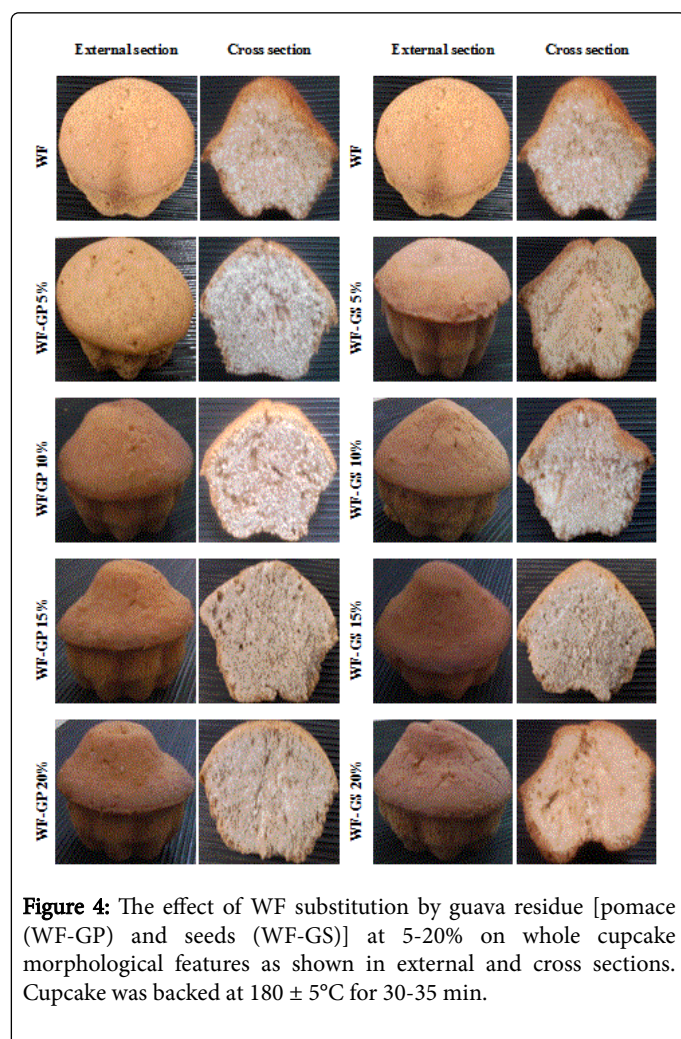 External section Cross section External section Cross section
WF WF
WF-GP 5% WF-GS 5%
WFGP 10% WF-GS 10%
WF-GP 15% WF-GS 15%
WF-GP 20% WF-GS 20%
Figure 4: The effect of WF substitution by guava residue [pomace
(WF-GP) and seeds (WF-GS)] at 5-20% on whole cupcake
morphological features as shown in external and cross sections.
Cupcake was backed at 180 ± 5°C for 30-35 min.